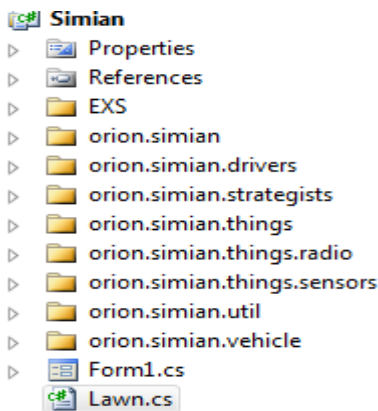 Simian
Properties
References
EXS
orion.simian
orion.simian.drivers
orion.simian.strategists
orion.simian.things
orion.simian.things.radio
orion.simian.things.sensors
orion.simian.util
orion.simian.vehicle
Form1.cs
Lawn.cs